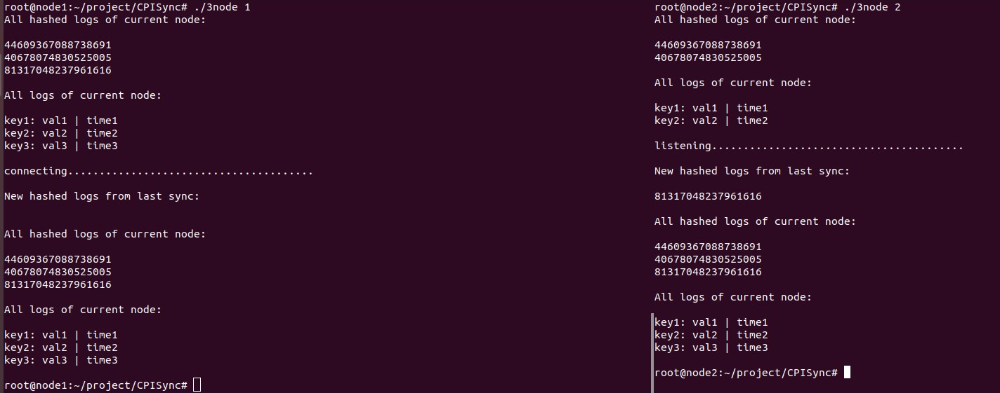 root@node1:~/project/CPISync# ./3node 1
All hashed logs of current node:
44609367088738691
40678074830525005
81317048237961616
All logs of current node:
key1: val1 | time1
key2: val2 | time2
key3: val3 | time3
connecting.......................................
New hashed logs from last sync:
All hashed logs of current node:
44609367088738691
40678074830525005
81317048237961616
All logs of current node:
key1: val1 | time1
key2: val2 | time2
key3: val3 | time3
root@node1:~/project/CPISync#
root@node2:~/project/CPISync# ./3node 2
All hashed logs of current node:
44609367088738691
40678074830525005
All logs of current node:
key1: val1 | time1
key2: val2 | time2
listening........................................
New hashed logs from last sync:
81317048237961616
All hashed logs of current node:
44609367088738691
40678074830525005
81317048237961616
All logs of current node:
key1: val1 | time1
key2: val2 | time2
key3: val3 | time3
root@node2:~/project/CPISync#